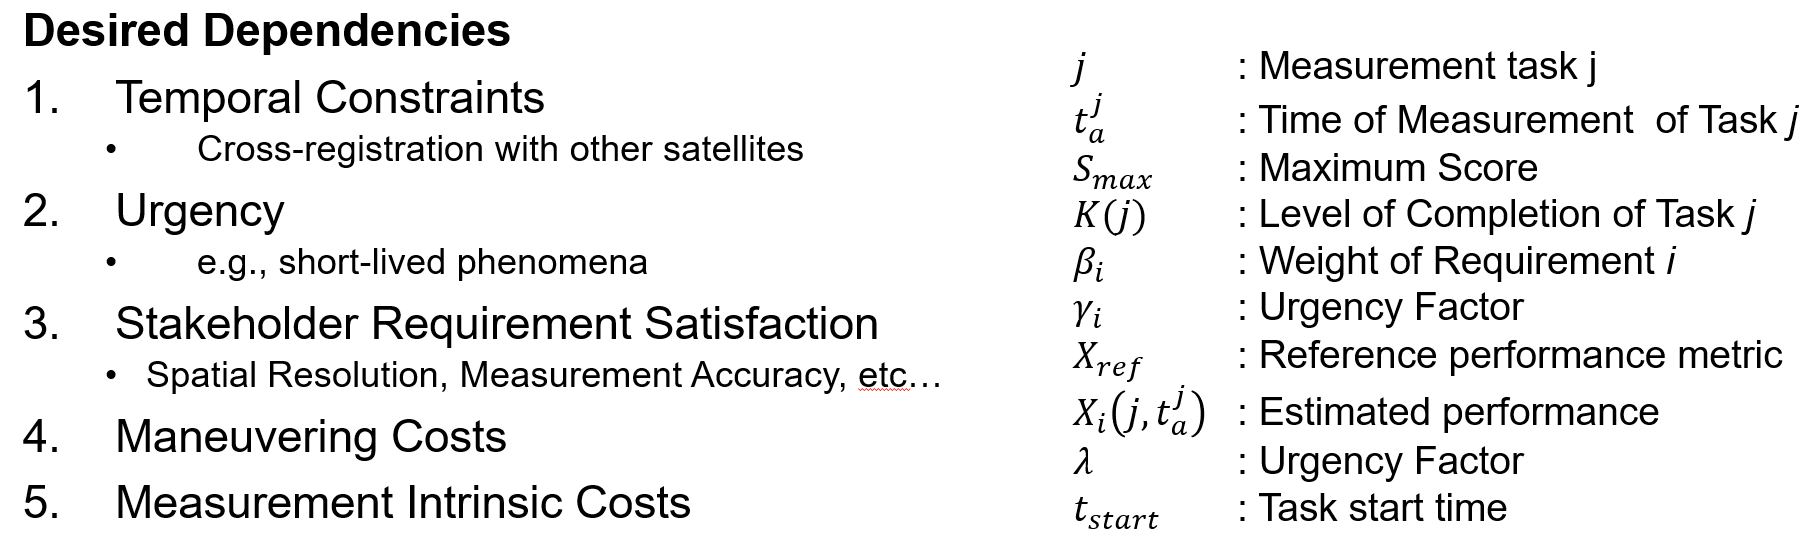 Desired Dependencies
1. Temporal Constraints
• Cross-registration with other satellites
2. Urgency
• e.g., short-lived phenomena
3. Stakeholder Requirement Satisfaction
• Spatial Resolution, Measurement Accuracy, etc…
4. Maneuvering Costs
5. Measurement Intrinsic Costs
j : Measurement task j
t_a^j : Time of Measurement of Task j
S_max : Maximum Score
K(j) : Level of Completion of Task j
β_i : Weight of Requirement i
γ_i : Urgency Factor
X_ref : Reference performance metric
X_i(j, t_a^j) : Estimated performance
λ : Urgency Factor
t_start : Task start time